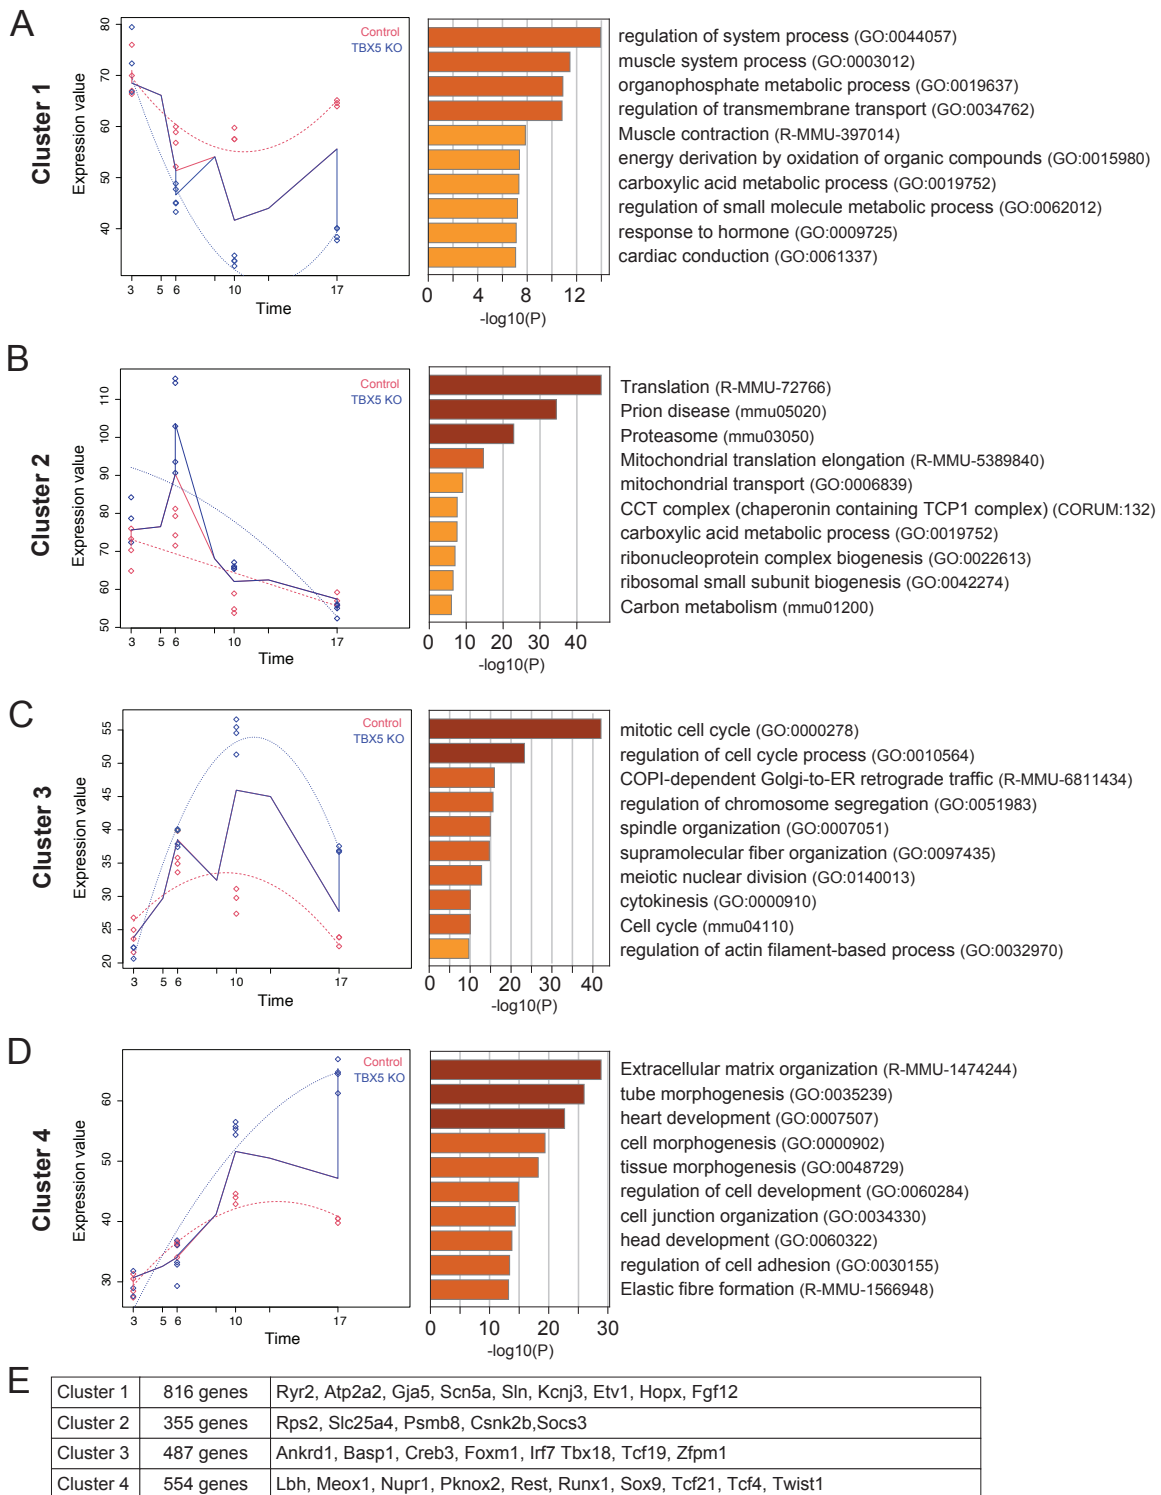 A
Cluster 1
Expression value
80
70
60
50
40
Control
TBX5 KO
3 5 6 10 17
Time
regulation of system process (GO:0044057)
muscle system process (GO:0003012)
organophosphate metabolic process (GO:0019637)
regulation of transmembrane transport (GO:0034762)
Muscle contraction (R-MMU-397014)
energy derivation by oxidation of organic compounds (GO:0015980)
carboxylic acid metabolic process (GO:0019752)
regulation of small molecule metabolic process (GO:0062012)
response to hormone (GO:0009725)
cardiac conduction (GO:0061337)
0 4 8 12
-log10(P)
B
Cluster 2
Expression value
110
100
90
80
70
60
50
Control
TBX5 KO
3 5 6 10 17
Time
Translation (R-MMU-72766)
Prion disease (mmu05020)
Proteasome (mmu03050)
Mitochondrial translation elongation (R-MMU-5389840)
mitochondrial transport (GO:0006839)
CCT complex (chaperonin containing TCP1 complex) (CORUM:132)
carboxylic acid metabolic process (GO:0019752)
ribonucleoprotein complex biogenesis (GO:0022613)
ribosomal small subunit biogenesis (GO:0042274)
Carbon metabolism (mmu01200)
0 10 20 30 40
-log10(P)
C
Cluster 3
Expression value
55
50
45
40
35
30
25
20
Control
TBX5 KO
3 5 6 10 17
Time
mitotic cell cycle (GO:0000278)
regulation of cell cycle process (GO:0010564)
COPI-dependent Golgi-to-ER retrograde traffic (R-MMU-6811434)
regulation of chromosome segregation (GO:0051983)
spindle organization (GO:0007051)
supramolecular fiber organization (GO:0097435)
meiotic nuclear division (GO:0140013)
cytokinesis (GO:0000910)
Cell cycle (mmu04110)
regulation of actin filament-based process (GO:0032970)
0 10 20 30 40
-log10(P)
D
Cluster 4
Expression value
60
50
40
30
Control
TBX5 KO
3 5 6 10 17
Time
Extracellular matrix organization (R-MMU-1474244)
tube morphogenesis (GO:0035239)
heart development (GO:0007507)
cell morphogenesis (GO:0000902)
tissue morphogenesis (GO:0048729)
regulation of cell development (GO:0060284)
cell junction organization (GO:0034330)
head development (GO:0060322)
regulation of cell adhesion (GO:0030155)
Elastic fibre formation (R-MMU-1566948)
0 10 20 30
-log10(P)
E
Cluster 1 816 genes Ryr2, Atp2a2, Gja5, Scn5a, Sln, Kcnj3, Etv1, Hopx, Fgf12
Cluster 2 355 genes Rps2, Slc25a4, Psmb8, Csnk2b,Socs3
Cluster 3 487 genes Ankrd1, Basp1, Creb3, Foxm1, Irf7 Tbx18, Tcf19, Zfpm1
Cluster 4 554 genes Lbh, Meox1, Nupr1, Pknox2, Rest, Runx1, Sox9, Tcf21, Tcf4, Twist1